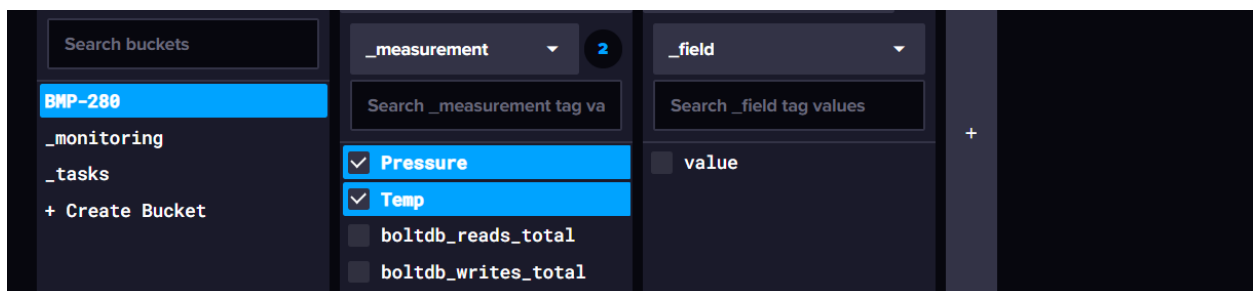 Search buckets
BMP-280
_monitoring
_tasks
+ Create Bucket
_measurement 2
Search _measurement tag va
Pressure
Temp
boltdb_reads_total
boltdb_writes_total
_field
Search _field tag values
value
+